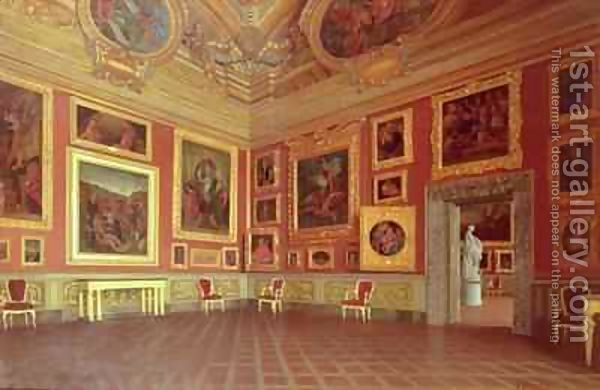 1st-art-gallery.com
This watermark does not appear on the painting